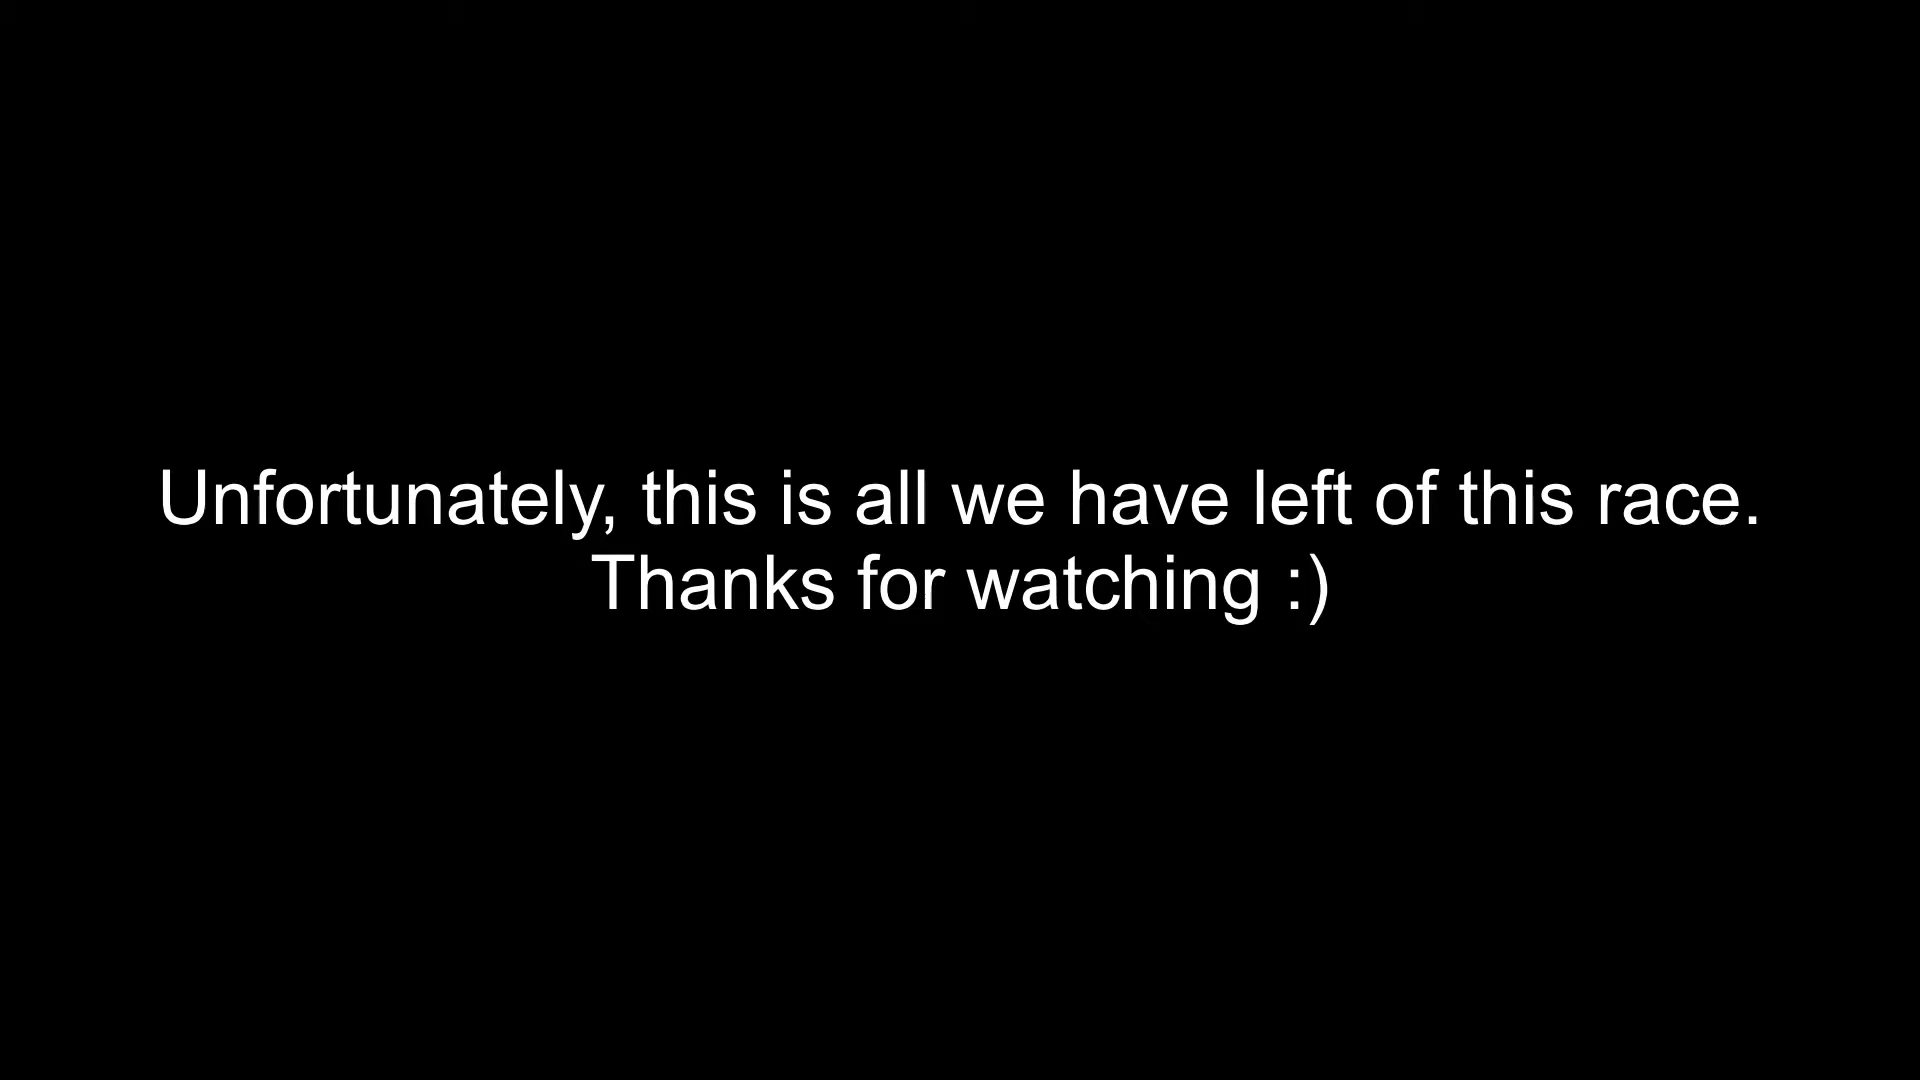 Unfortunately, this is all we have left of this race.
Thanks for watching :)